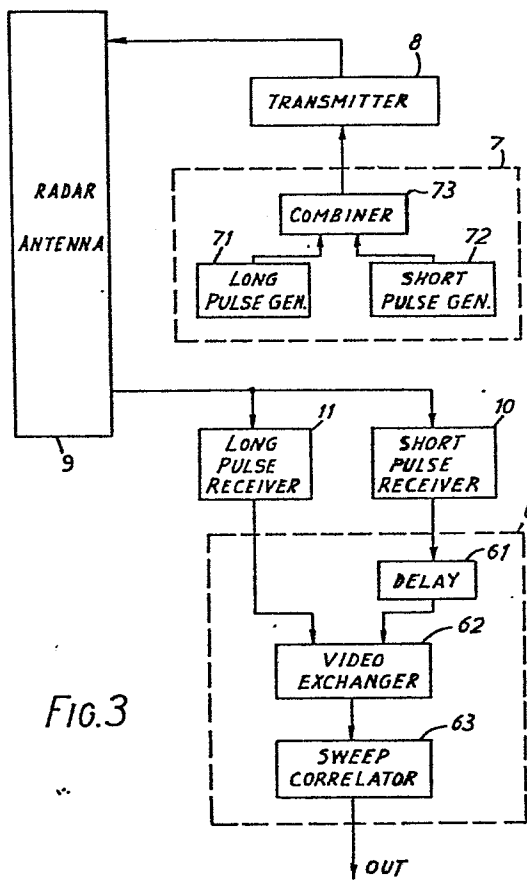 8
TRANSMITTER
7
73
COMBINER
71
72
LONG
PULSE GEN.
SHORT
PULSE GEN.
RADAR
ANTENNA
9
11
10
LONG
PULSE
RECEIVER
SHORT
PULSE
RECEIVER
61
DELAY
62
VIDEO
EXCHANGER
63
SWEEP
CORRELATOR
FIG.3
OUT